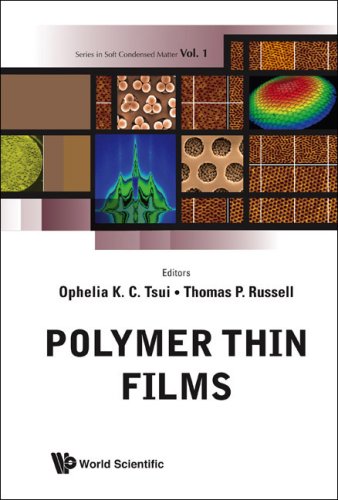 Series in Soft Condensed Matter Vol. 1
Editors
Ophelia K. C. Tsui • Thomas P. Russell
POLYMER THIN
FILMS
World Scientific